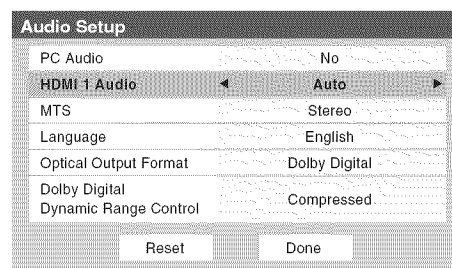 Audio Setup
PC Audio No
HDMI 1 Audio Auto
MTS Stereo
Language English
Optical Output Format Dolby Digital
Dolby Digital
Dynamic Range Control Compressed
Reset Done